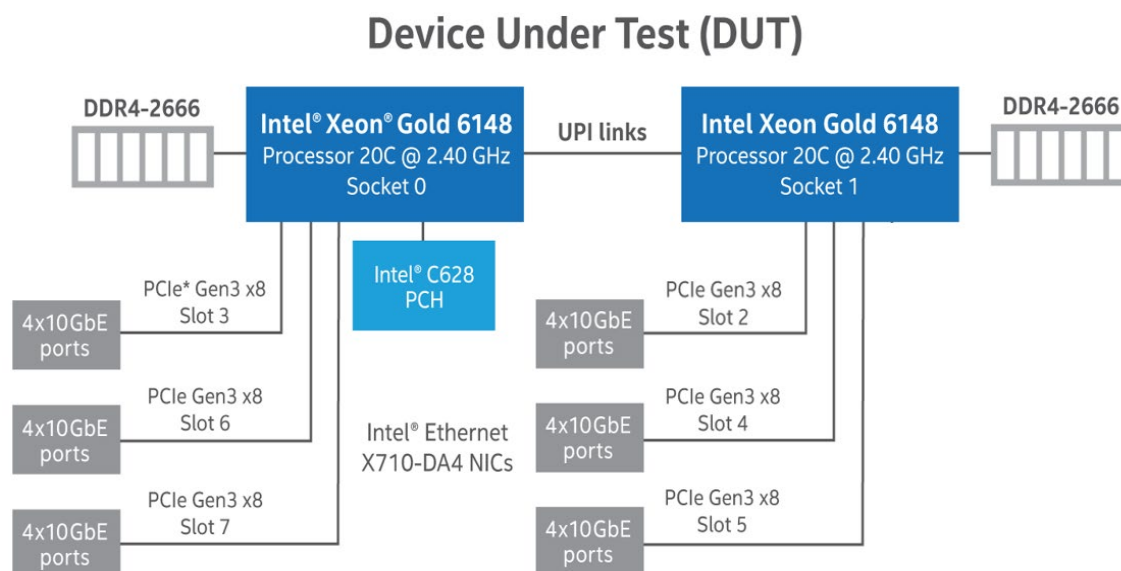 Device Under Test (DUT)
DDR4-2666
Intel® Xeon® Gold 6148
Processor 20C @ 2.40 GHz
Socket 0
UPI links
Intel Xeon Gold 6148
Processor 20C @ 2.40 GHz
Socket 1
DDR4-2666
Intel® C628
PCH
PCIe* Gen3 x8
Slot 3
4x10GbE
ports
PCIe Gen3 x8
Slot 6
4x10GbE
ports
PCIe Gen3 x8
Slot 7
4x10GbE
ports
Intel® Ethernet
X710-DA4 NICs
PCIe Gen3 x8
Slot 2
4x10GbE
ports
PCIe Gen3 x8
Slot 4
4x10GbE
ports
PCIe Gen3 x8
Slot 5
4x10GbE
ports